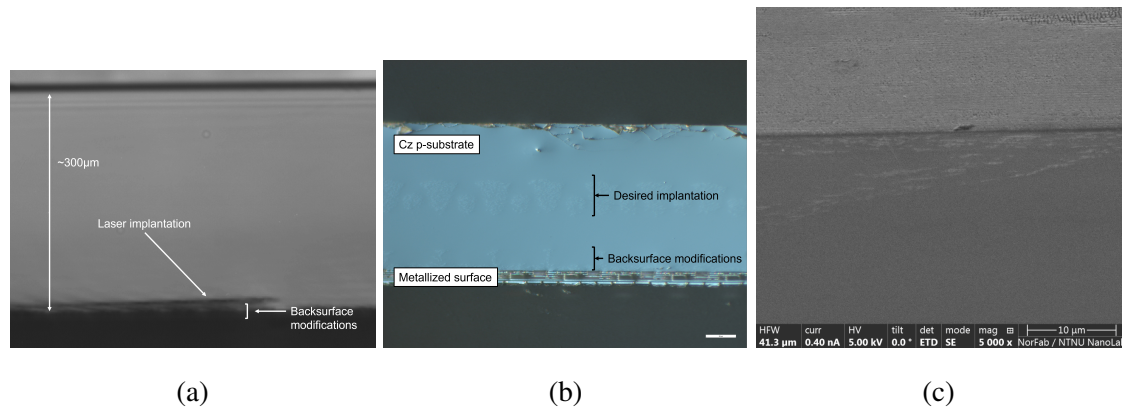 ~300μm
Laser implantation
Backsurface
modifications
(a)
Cz p-substrate
Desired implantation
Backsurface modifications
Metallized surface
(b)
HFW curr HV tilt det mode mag ⊞
41.3 μm 0.40 nA 5.00 kV 0.0 ° ETD SE 5 000 x
10 μm
NorFab / NTNU NanoLab
(c)